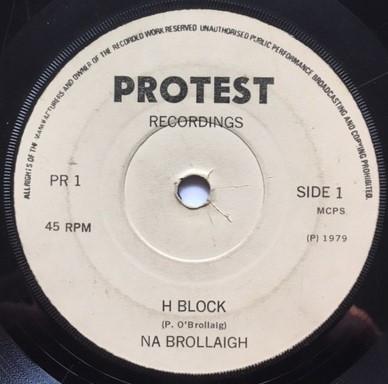 ALL RIGHTS OF THE MANUFACTURERS AND OWNER OF THE RECORDED WORK RESERVED UNAUTHORISED PUBLIC PERFORMANCE BROADCASTING AND COPYING PROHIBITED.
PROTEST
RECORDINGS
PR 1
SIDE 1
MCPS
45 RPM
(P) 1979
H BLOCK
(P. O'Brollaig)
NA BROLLAIGH